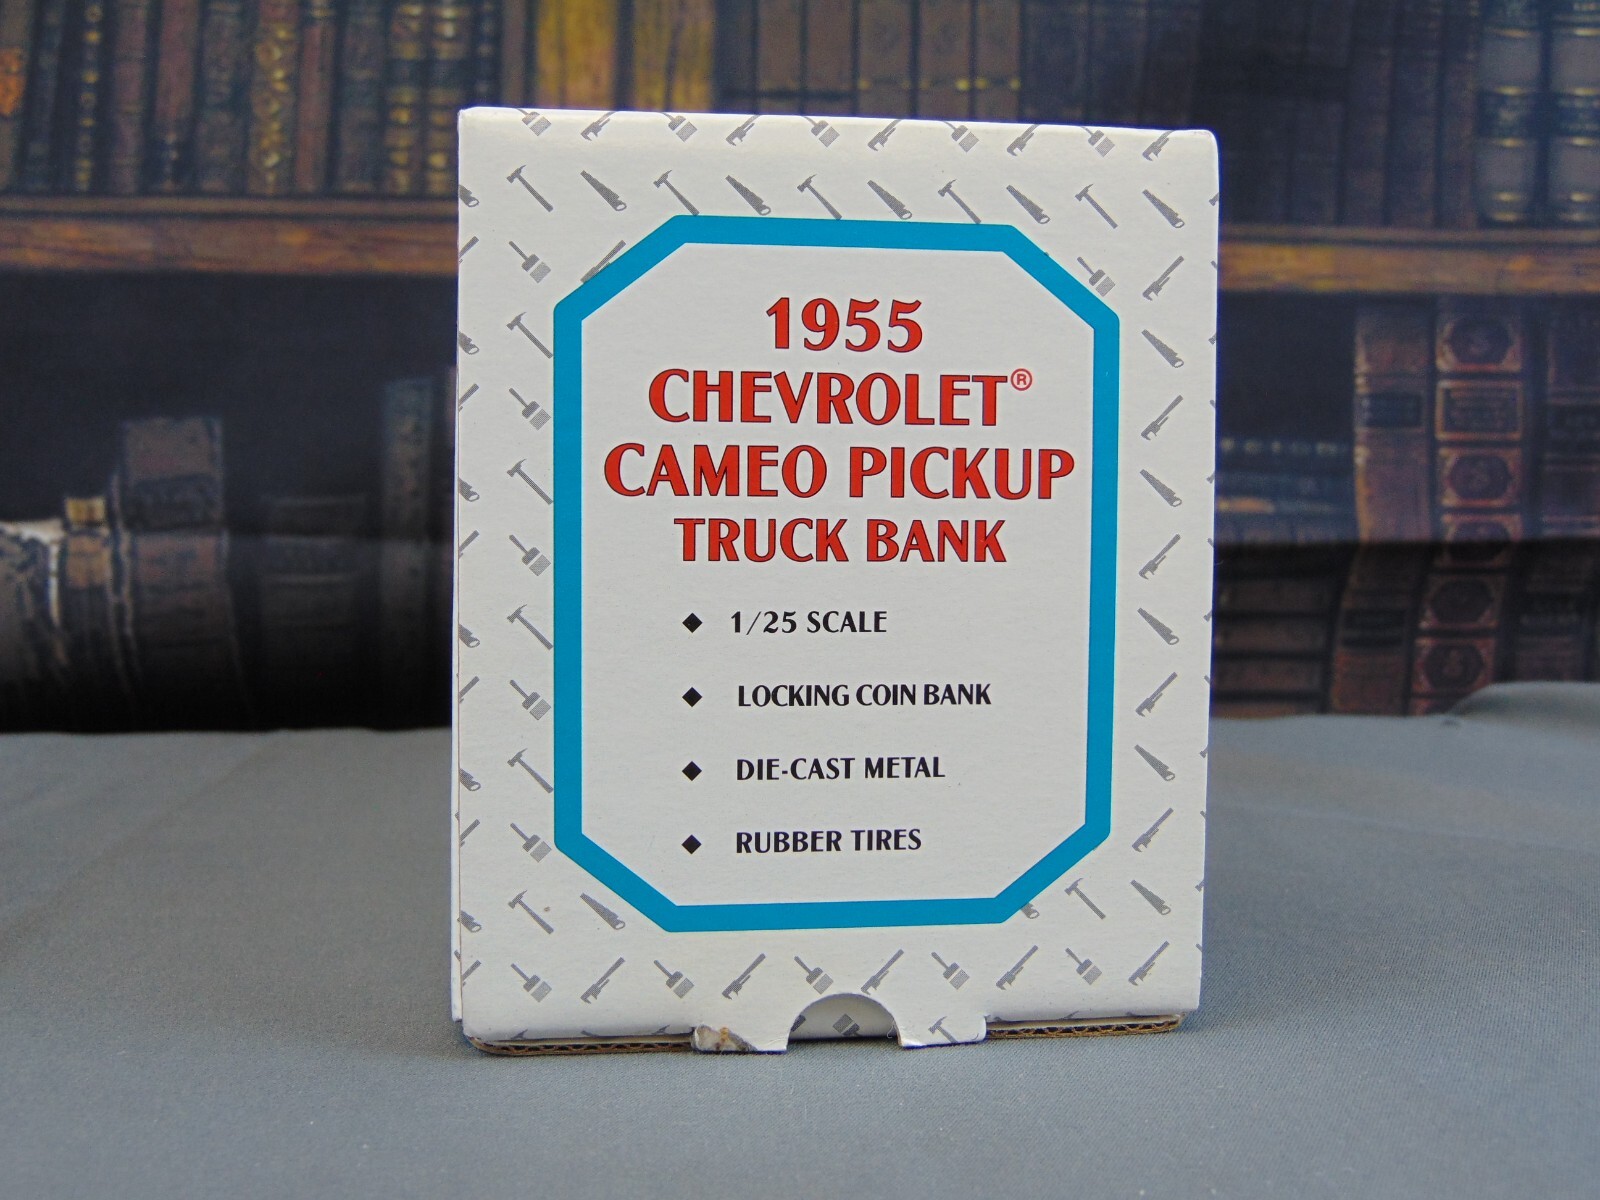 1955
CHEVROLET®
CAMEO PICKUP
TRUCK BANK
◆ 1/25 SCALE
◆ LOCKING COIN BANK
◆ DIE-CAST METAL
◆ RUBBER TIRES